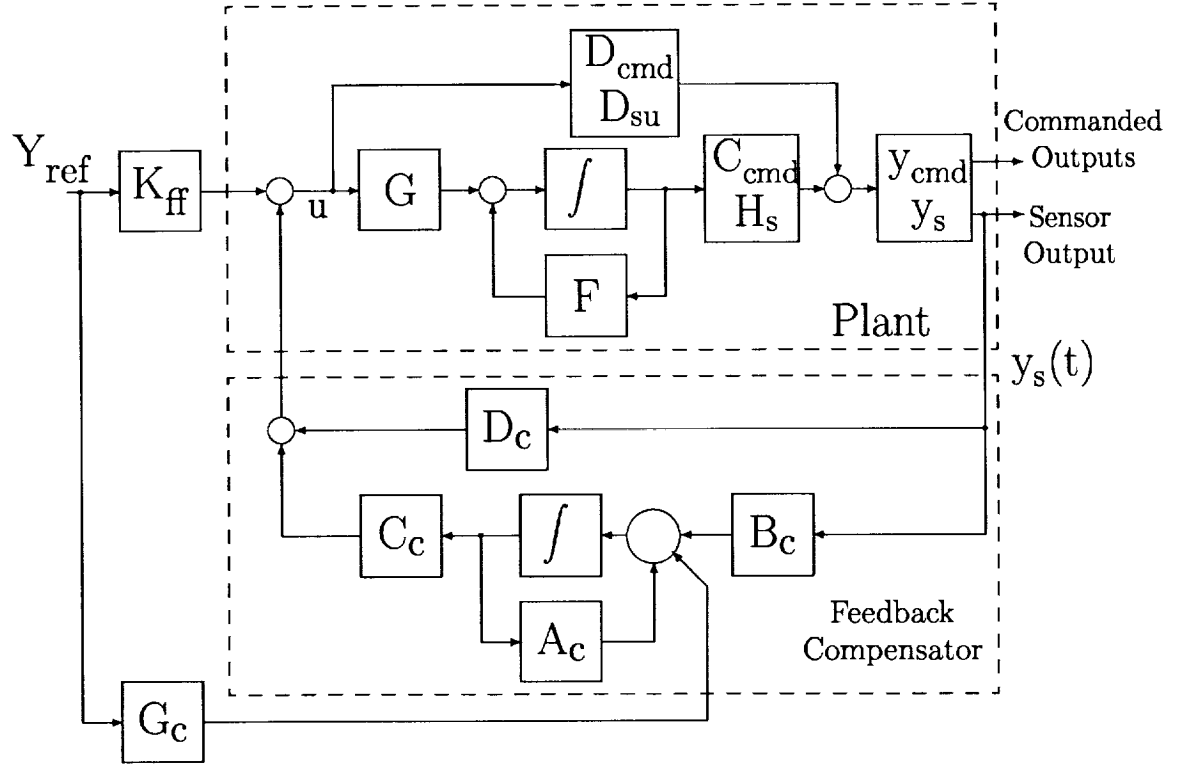 D_cmd
D_su
Y_ref
K_ff
u
G
∫
C_cmd
H_s
y_cmd
y_s
Commanded
Outputs
Sensor
Output
F
Plant
y_s(t)
D_c
C_c
∫
B_c
A_c
Feedback
Compensator
G_c